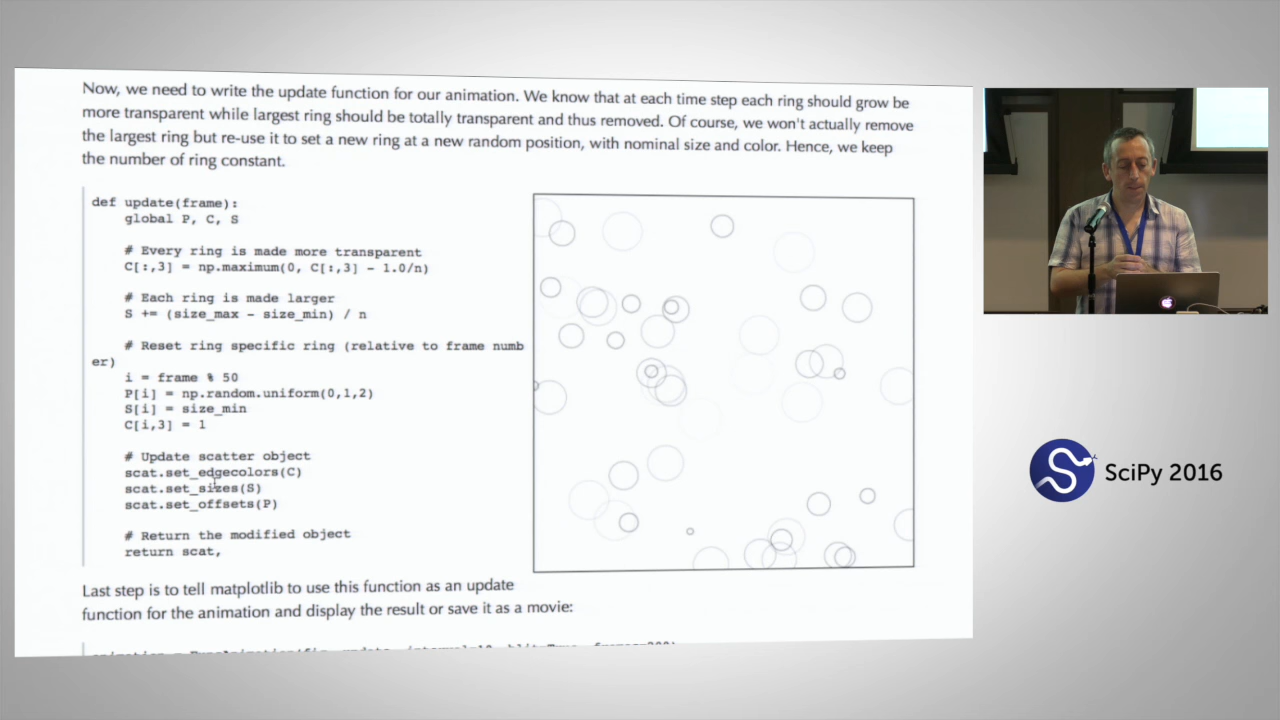 Now, we need to write the update function for our animation. We know that at each time step each ring should grow be
more transparent while largest ring should be totally transparent and thus removed. Of course, we won't actually remove
the largest ring but re-use it to set a new ring at a new random position, with nominal size and color. Hence, we keep
the number of ring constant.
def update(frame):
global P, C, S
# Every ring is made more transparent
C[:,3] = np.maximum(0, C[:,3] - 1.0/n)
# Each ring is made larger
S += (size_max - size_min) / n
# Reset ring specific ring (relative to frame numb
er)
i = frame % 50
P[i] = np.random.uniform(0,1,2)
S[i] = size_min
C[i,3] = 1
# Update scatter object
scat.set_edgecolors(C)
scat.set_sizes(S)
scat.set_offsets(P)
# Return the modified object
return scat,
Last step is to tell matplotlib to use this function as an update
function for the animation and display the result or save it as a movie:
SciPy 2016